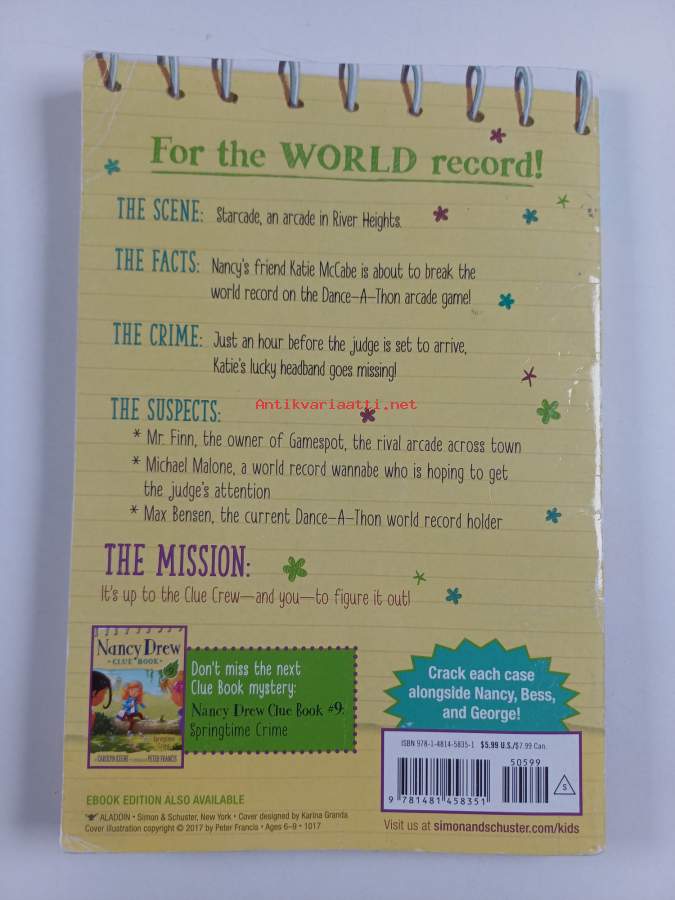 For the WORLD record!
THE SCENE: Starcade, an arcade in River Heights.
THE FACTS: Nancy's friend Katie McCabe is about to break the
world record on the Dance-A-Thon arcade game!
THE CRIME: Just an hour before the judge is set to arrive,
Katie's lucky headband goes missing!
Antikvariaatti.net
THE SUSPECTS:
* Mr. Finn, the owner of Gamespot, the rival arcade across town
* Michael Malone, a world record wannabe who is hoping to get
the judge's attention
* Max Bensen, the current Dance-A-Thon world record holder
THE MISSION:
It's up to the Clue Crew—and you—to figure it out!
Nancy Drew
CLUE BOOK
Springtime Crime
BY CAROLYN KEENE
PETER FRANCIS
Don't miss the next
Clue Book mystery:
Nancy Drew Clue Book #9:
Springtime Crime
Crack each case
alongside Nancy, Bess,
and George!
ISBN 978-1-4814-5835-1 $5.99 U.S./$7.99 Can.
50599
9 781481 458351
S
EBOOK EDITION ALSO AVAILABLE
ALADDIN • Simon & Schuster, New York • Cover designed by Karina Granda
Cover illustration copyright © 2017 by Peter Francis • Ages 6–9 • 1017
Visit us at simonandschuster.com/kids